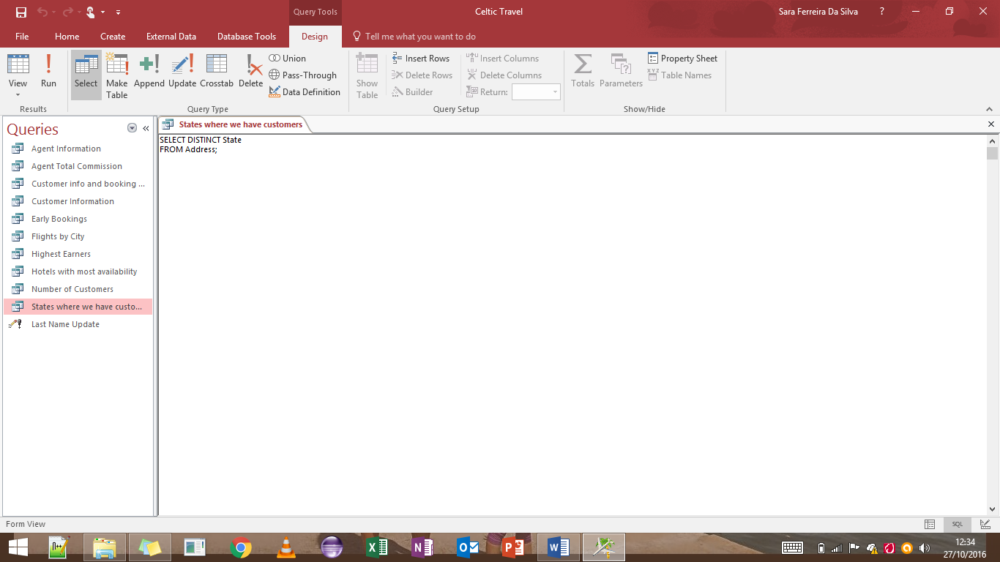 Query Tools
Celtic Travel
Sara Ferreira Da Silva
?
File
Home
Create
External Data
Database Tools
Design
Tell me what you want to do
View
Run
Select
Make Table
Append
Update
Crosstab
Delete
Union
Pass-Through
Data Definition
Show Table
Insert Rows
Delete Rows
Builder
Insert Columns
Delete Columns
Return:
Totals
Parameters
Property Sheet
Table Names
Results
Query Type
Query Setup
Show/Hide
Queries
Agent Information
Agent Total Commission
Customer info and booking ...
Customer Information
Early Bookings
Flights by City
Highest Earners
Hotels with most availability
Number of Customers
States where we have custo...
Last Name Update
States where we have customers
SELECT DISTINCT State
FROM Address;
Form View
SQL
12:34
27/10/2016